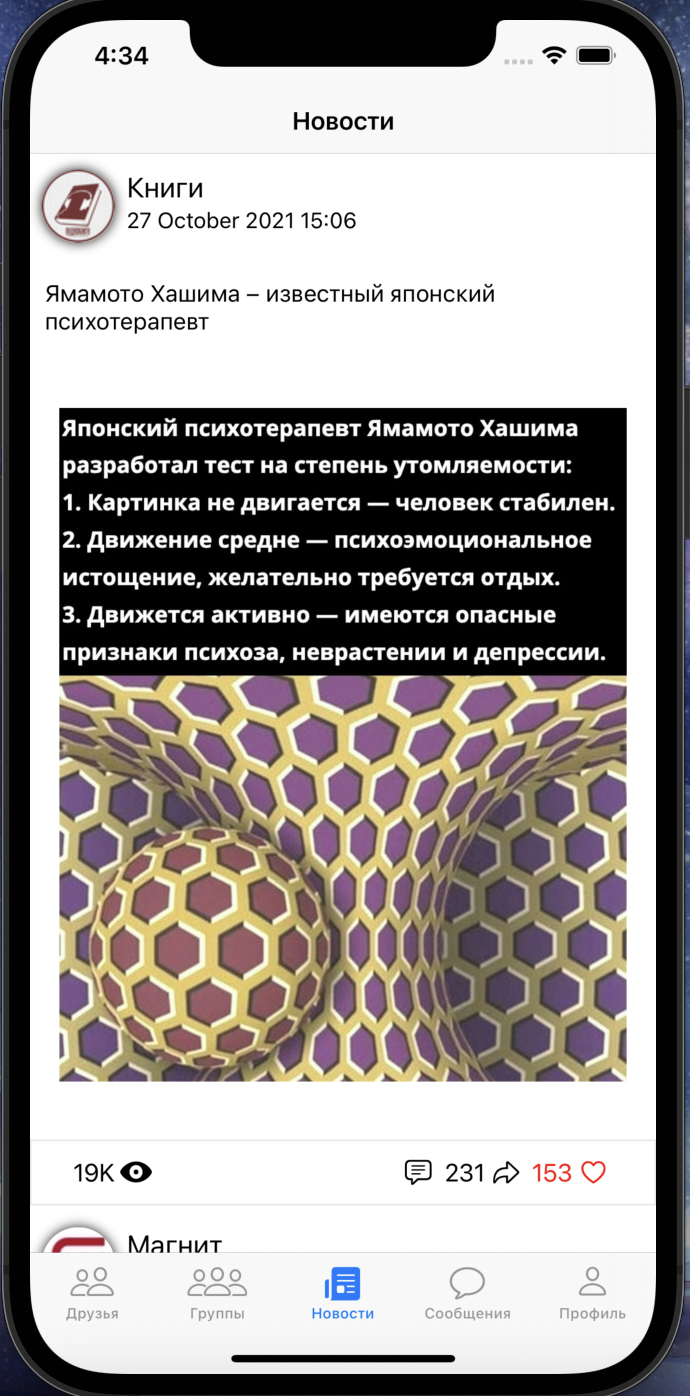 4:34
Новости
Книги
27 October 2021 15:06
Ямамото Хашима – известный японский
психотерапевт
Японский психотерапевт Ямамото Хашима
разработал тест на степень утомляемости:
1. Картинка не двигается — человек стабилен.
2. Движение средне — психоэмоциональное
истощение, желательно требуется отдых.
3. Движется активно — имеются опасные
признаки психоза, неврастении и депрессии.
19K 231 153
Магнит
Друзья Группы Новости Сообщения Профиль